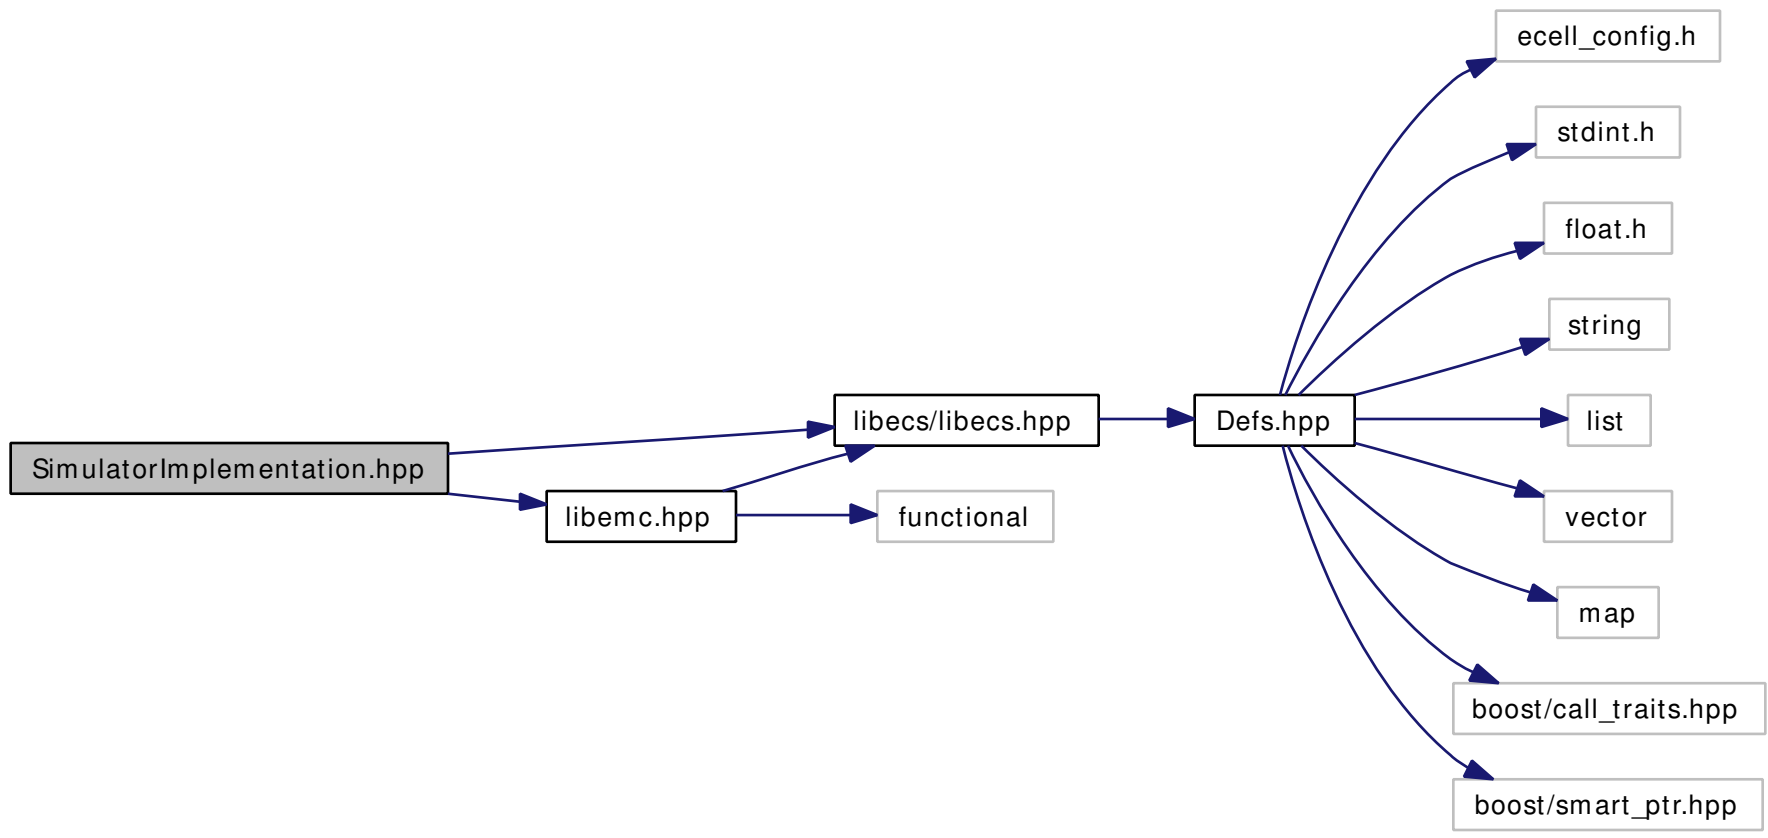 ecell_config.h
stdint.h
float.h
string
libecs/libecs.hpp
Defs.hpp
list
SimulatorImplementation.hpp
libemc.hpp
functional
vector
map
boost/call_traits.hpp
boost/smart_ptr.hpp